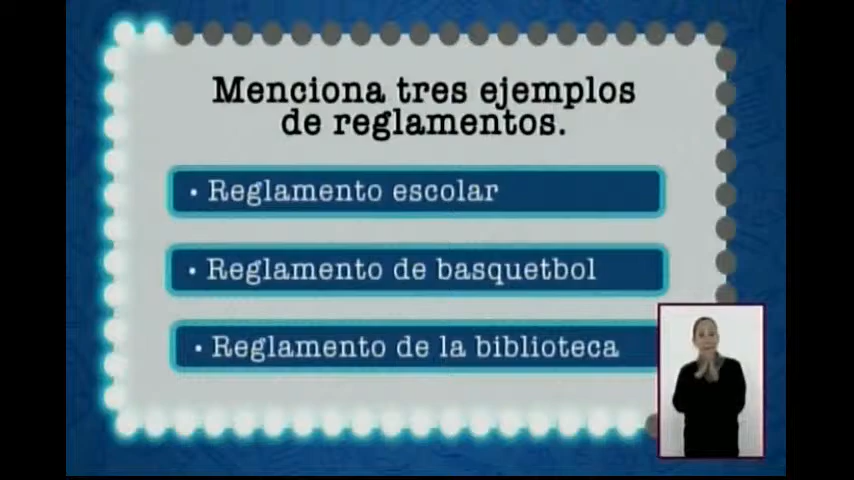 Menciona tres ejemplos
de reglamentos.
• Reglamento escolar
• Reglamento de basquetbol
• Reglamento de la biblioteca